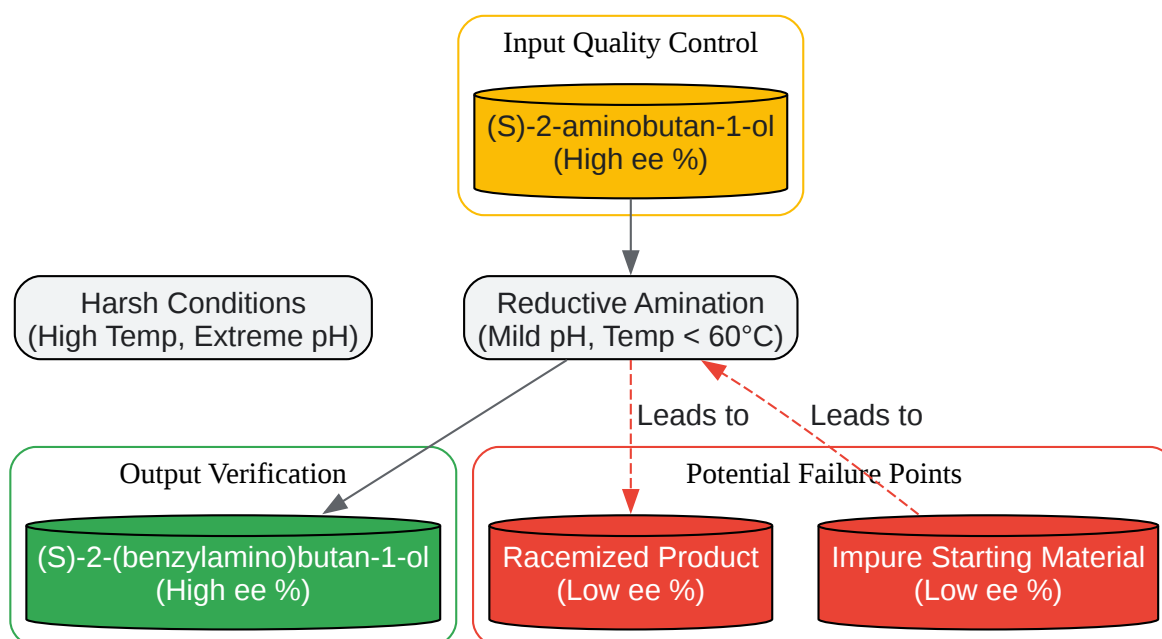 Input Quality Control
(S)-2-aminobutan-1-ol
(High ee %)
Harsh Conditions
(High Temp, Extreme pH)
Reductive Amination
(Mild pH, Temp < 60°C)
Leads to
Leads to
Output Verification
(S)-2-(benzylamino)butan-1-ol
(High ee %)
Potential Failure Points
Racemized Product
(Low ee %)
Impure Starting Material
(Low ee %)